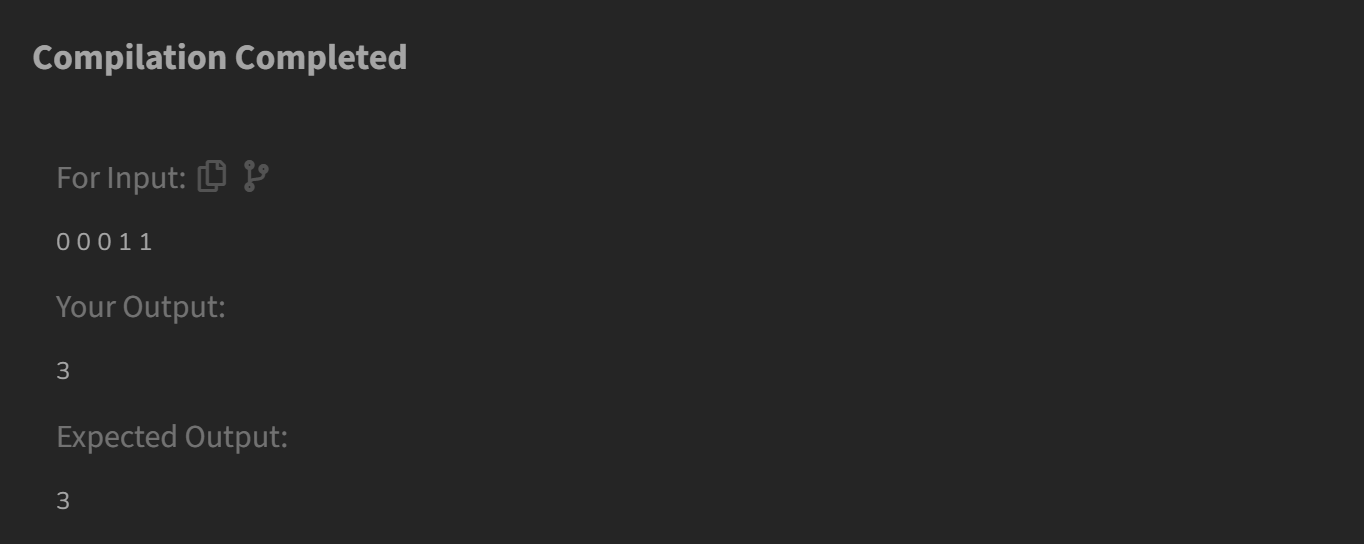 Compilation Completed
For Input:
0 0 0 1 1
Your Output:
3
Expected Output:
3